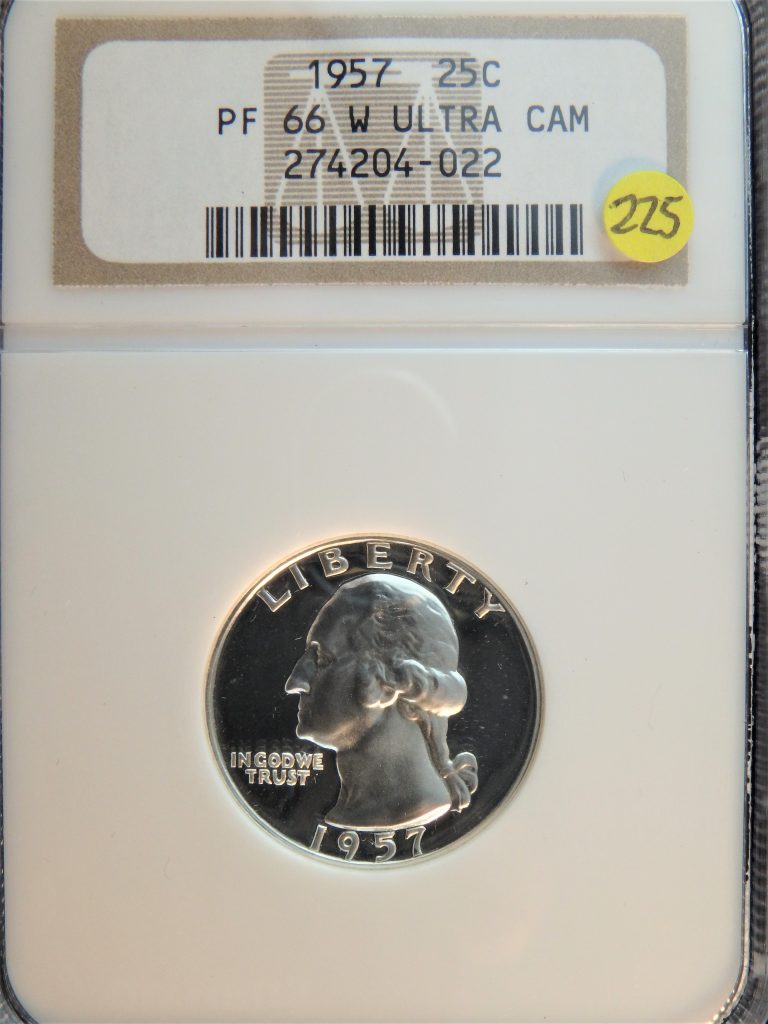 1957 25C
PF 66 W ULTRA CAM
274204-022
225
LIBERTY
IN GOD WE
TRUST
1957